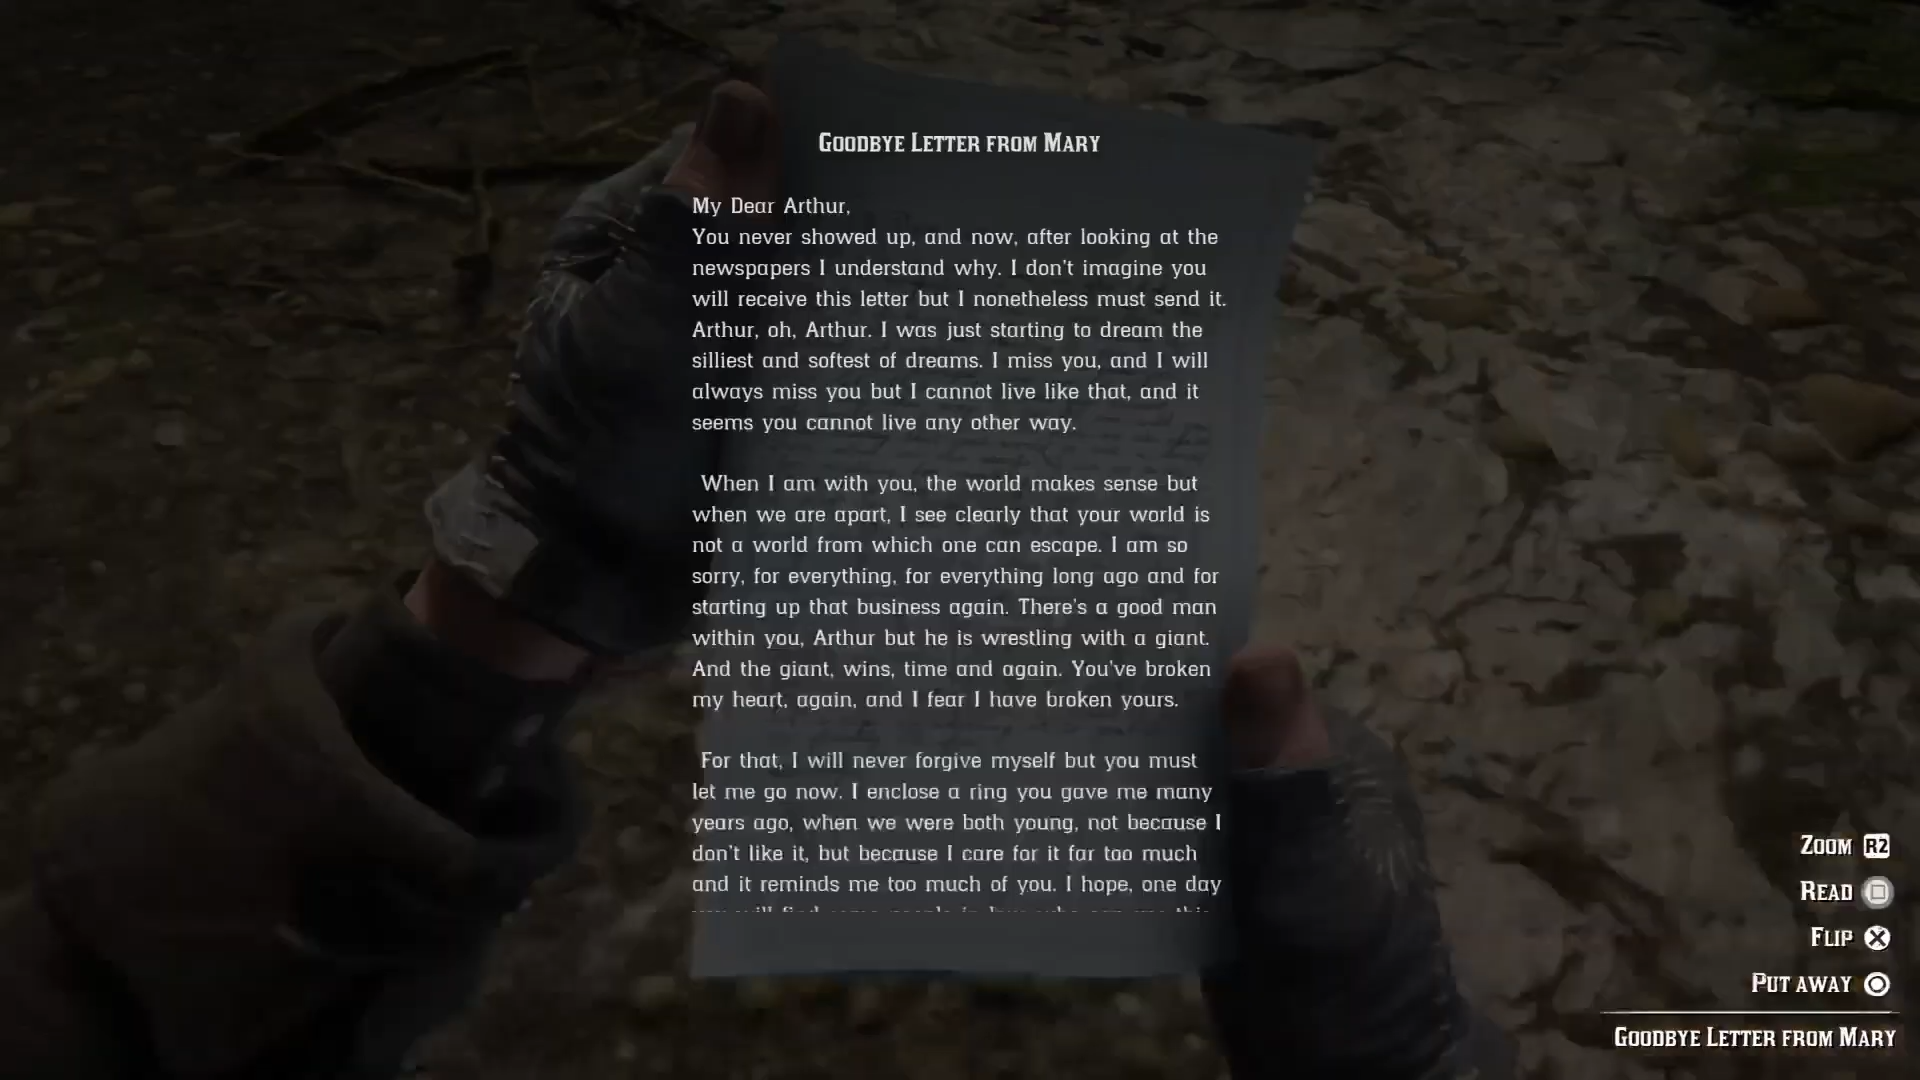 Goodbye Letter from Mary
My Dear Arthur,
You never showed up, and now, after looking at the
newspapers I understand why. I don't imagine you
will receive this letter but I nonetheless must send it.
Arthur, oh, Arthur. I was just starting to dream the
silliest and softest of dreams. I miss you, and I will
always miss you but I cannot live like that, and it
seems you cannot live any other way.
When I am with you, the world makes sense but
when we are apart, I see clearly that your world is
not a world from which one can escape. I am so
sorry, for everything, for everything long ago and for
starting up that business again. There's a good man
within you, Arthur but he is wrestling with a giant.
And the giant, wins, time and again. You've broken
my heart, again, and I fear I have broken yours.
For that, I will never forgive myself but you must
let me go now. I enclose a ring you gave me many
years ago, when we were both young, not because I
don't like it, but because I care for it far too much
and it reminds me too much of you. I hope, one day
Zoom R2
Read
Flip
Put away
Goodbye Letter from Mary